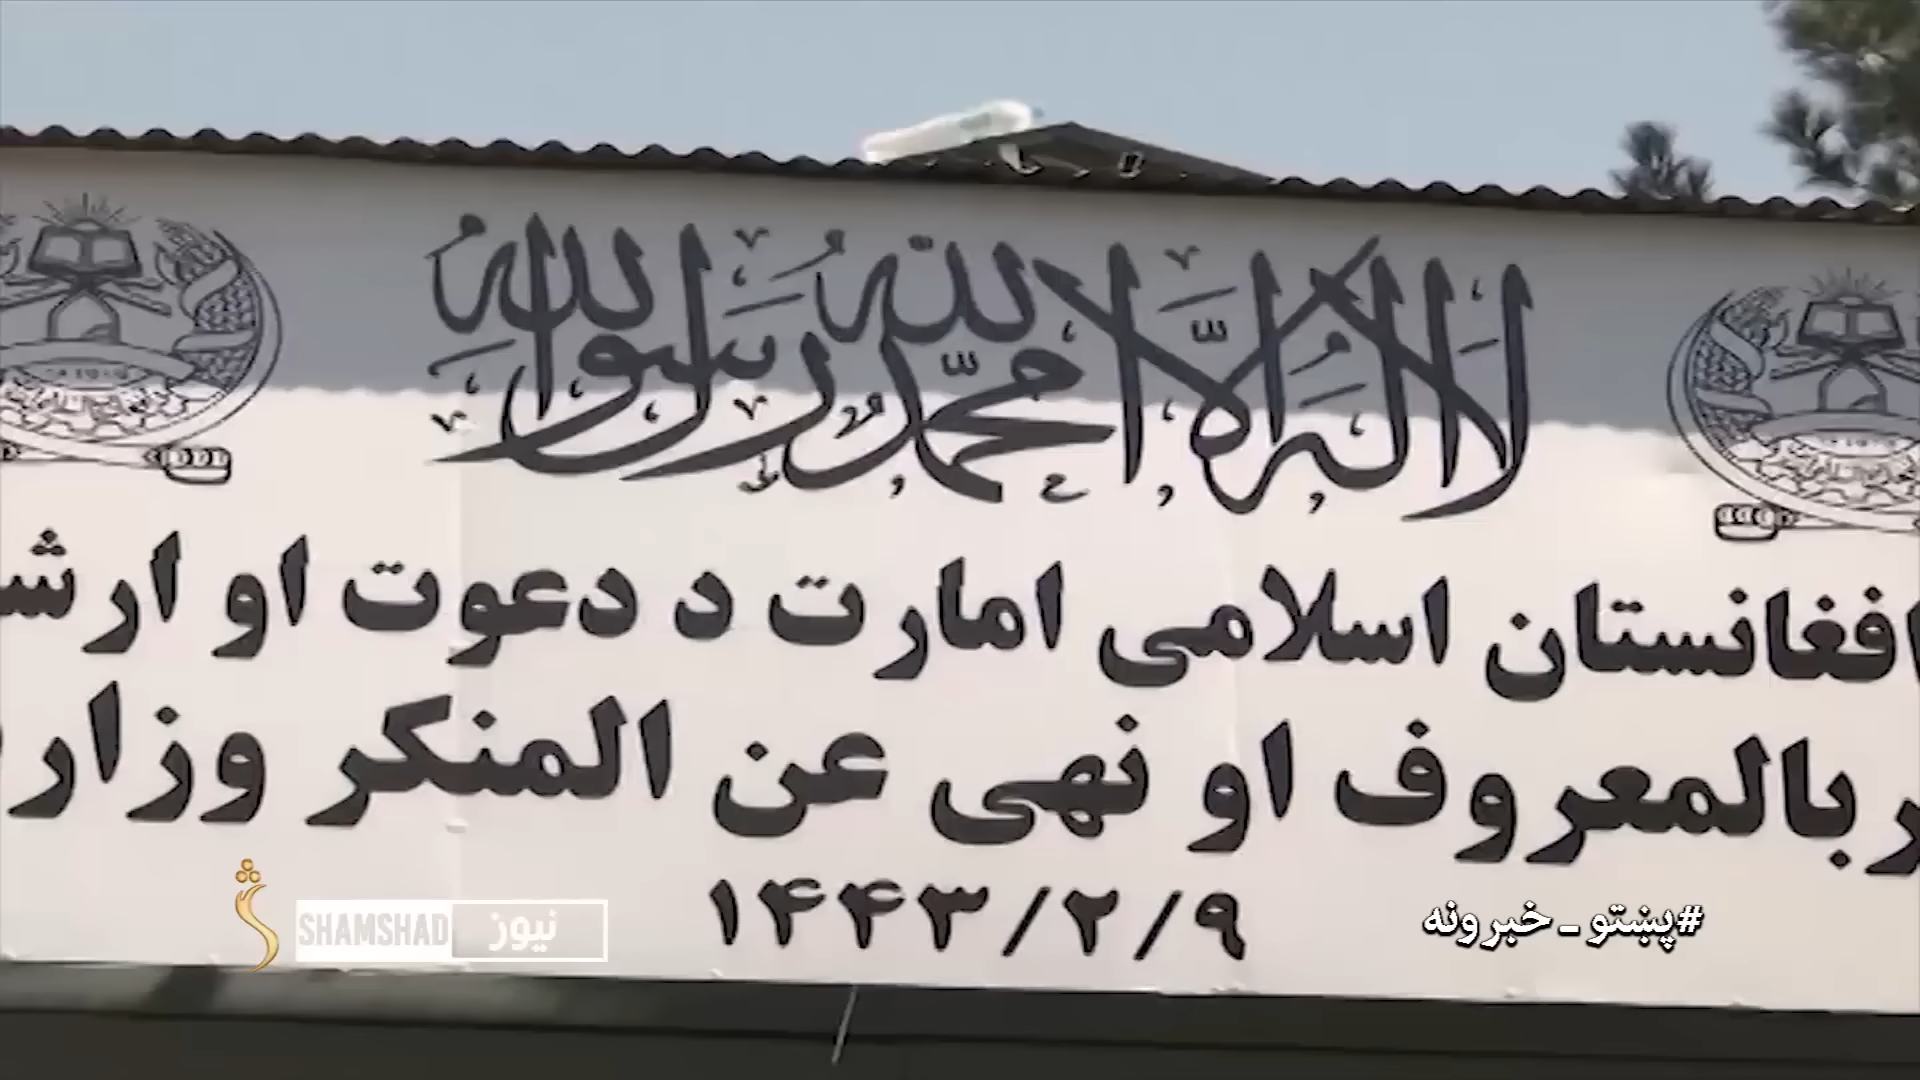 لا اله الا الله محمد رسول الله
افغانستان اسلامی امارت د دعوت او ارش
ربالمعروف او نهی عن المنکر وزار
۱۴۴۳/۲/۹
SHAMSHAD نیوز
#پښتو ـ خبرونه